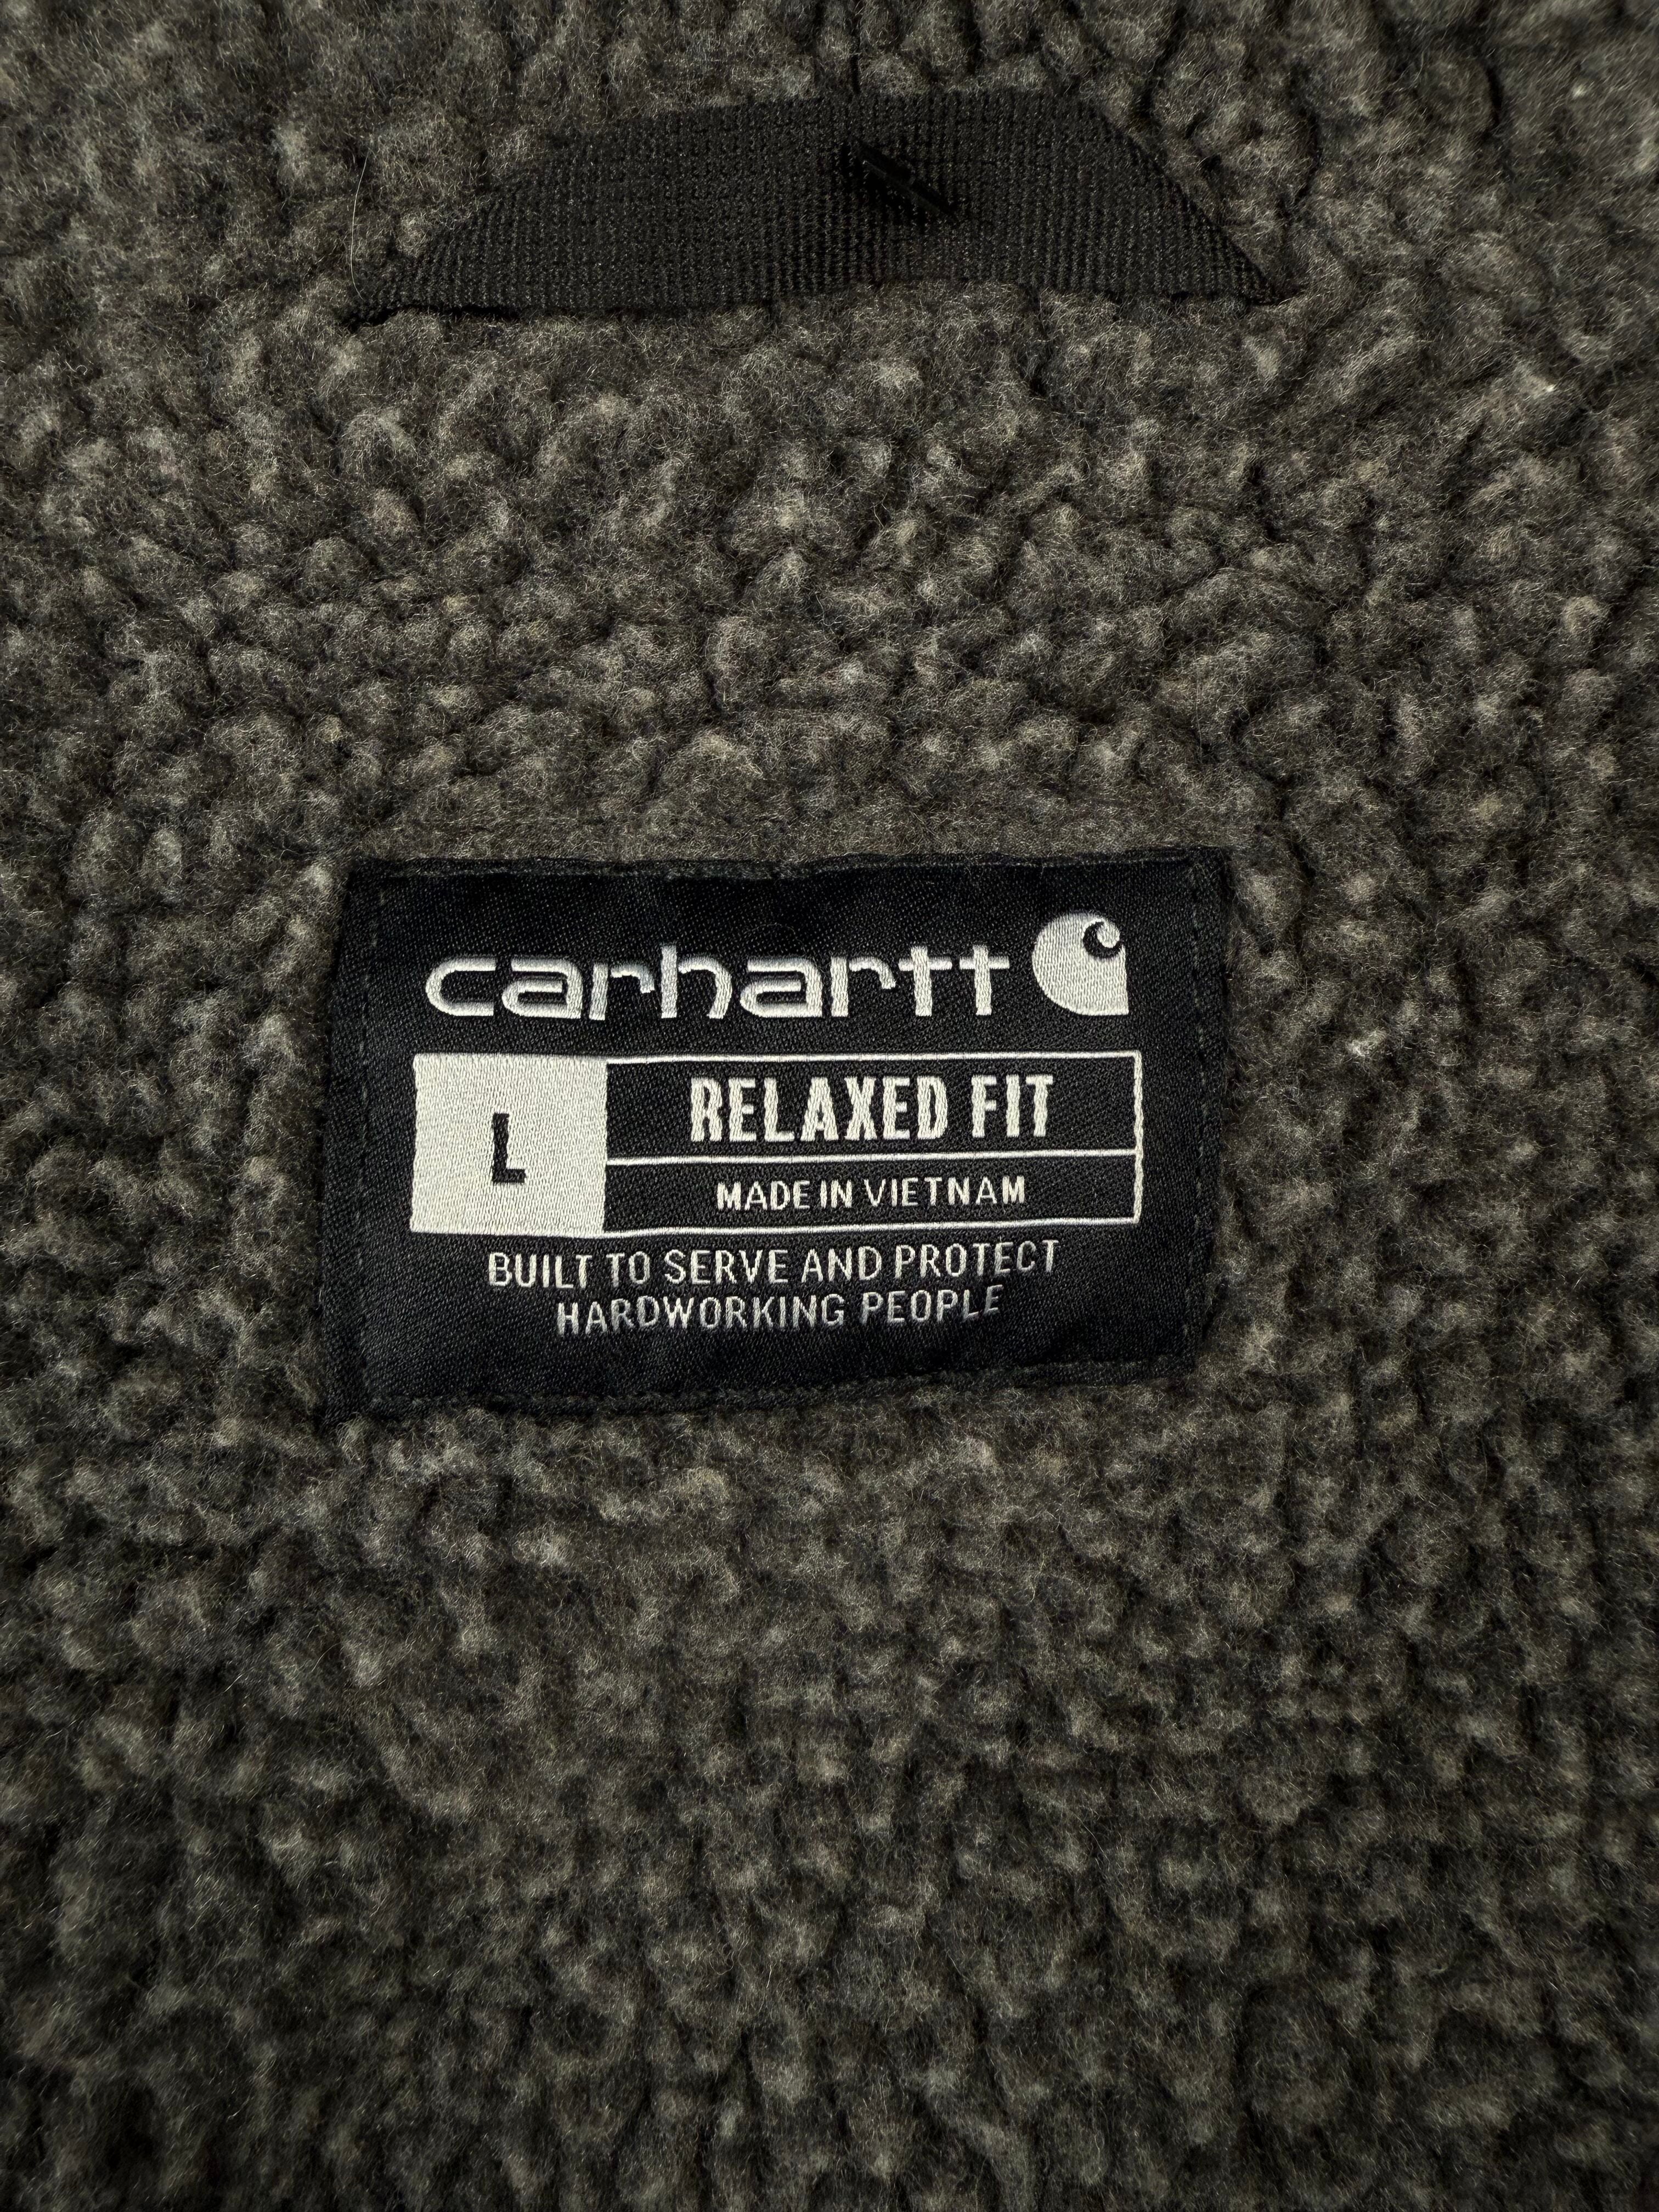 carhartt
L
RELAXED FIT
MADE IN VIETNAM
BUILT TO SERVE AND PROTECT
HARDWORKING PEOPLE